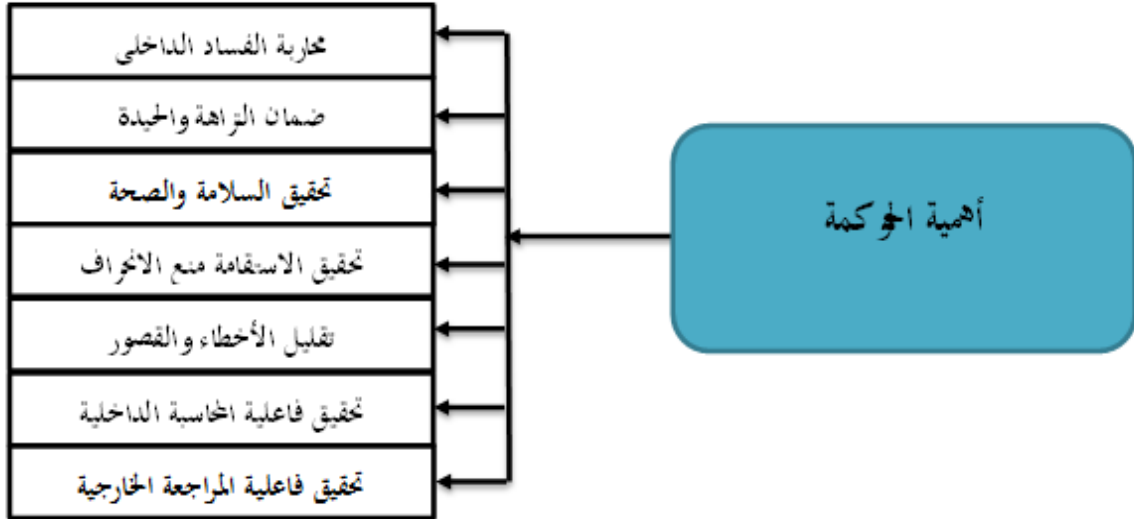 أهمية الحوكمة
محاربة الفساد الداخلى
ضمان النزاهة والحيدة
تحقيق السلامة والصحة
تحقيق الاستقامة منع الانحراف
تقليل الأخطاء والقصور
تحقيق فاعلية المحاسبة الداخلية
تحقيق فاعلية المراجعة الخارجية